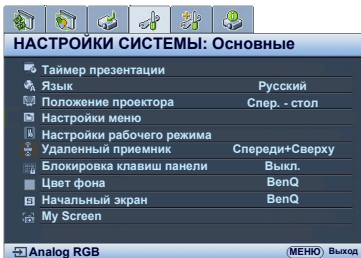 НАСТРОЙКИ СИСТЕМЫ: Основные
Таймер презентации
Язык Русский
Положение проектора Спер. - стол
Настройки меню
Настройки рабочего режима
Удаленный приемник Спереди+Сверху
Блокировка клавиш панели Выкл.
Цвет фона BenQ
Начальный экран BenQ
My Screen
Analog RGB МЕНЮ Выход